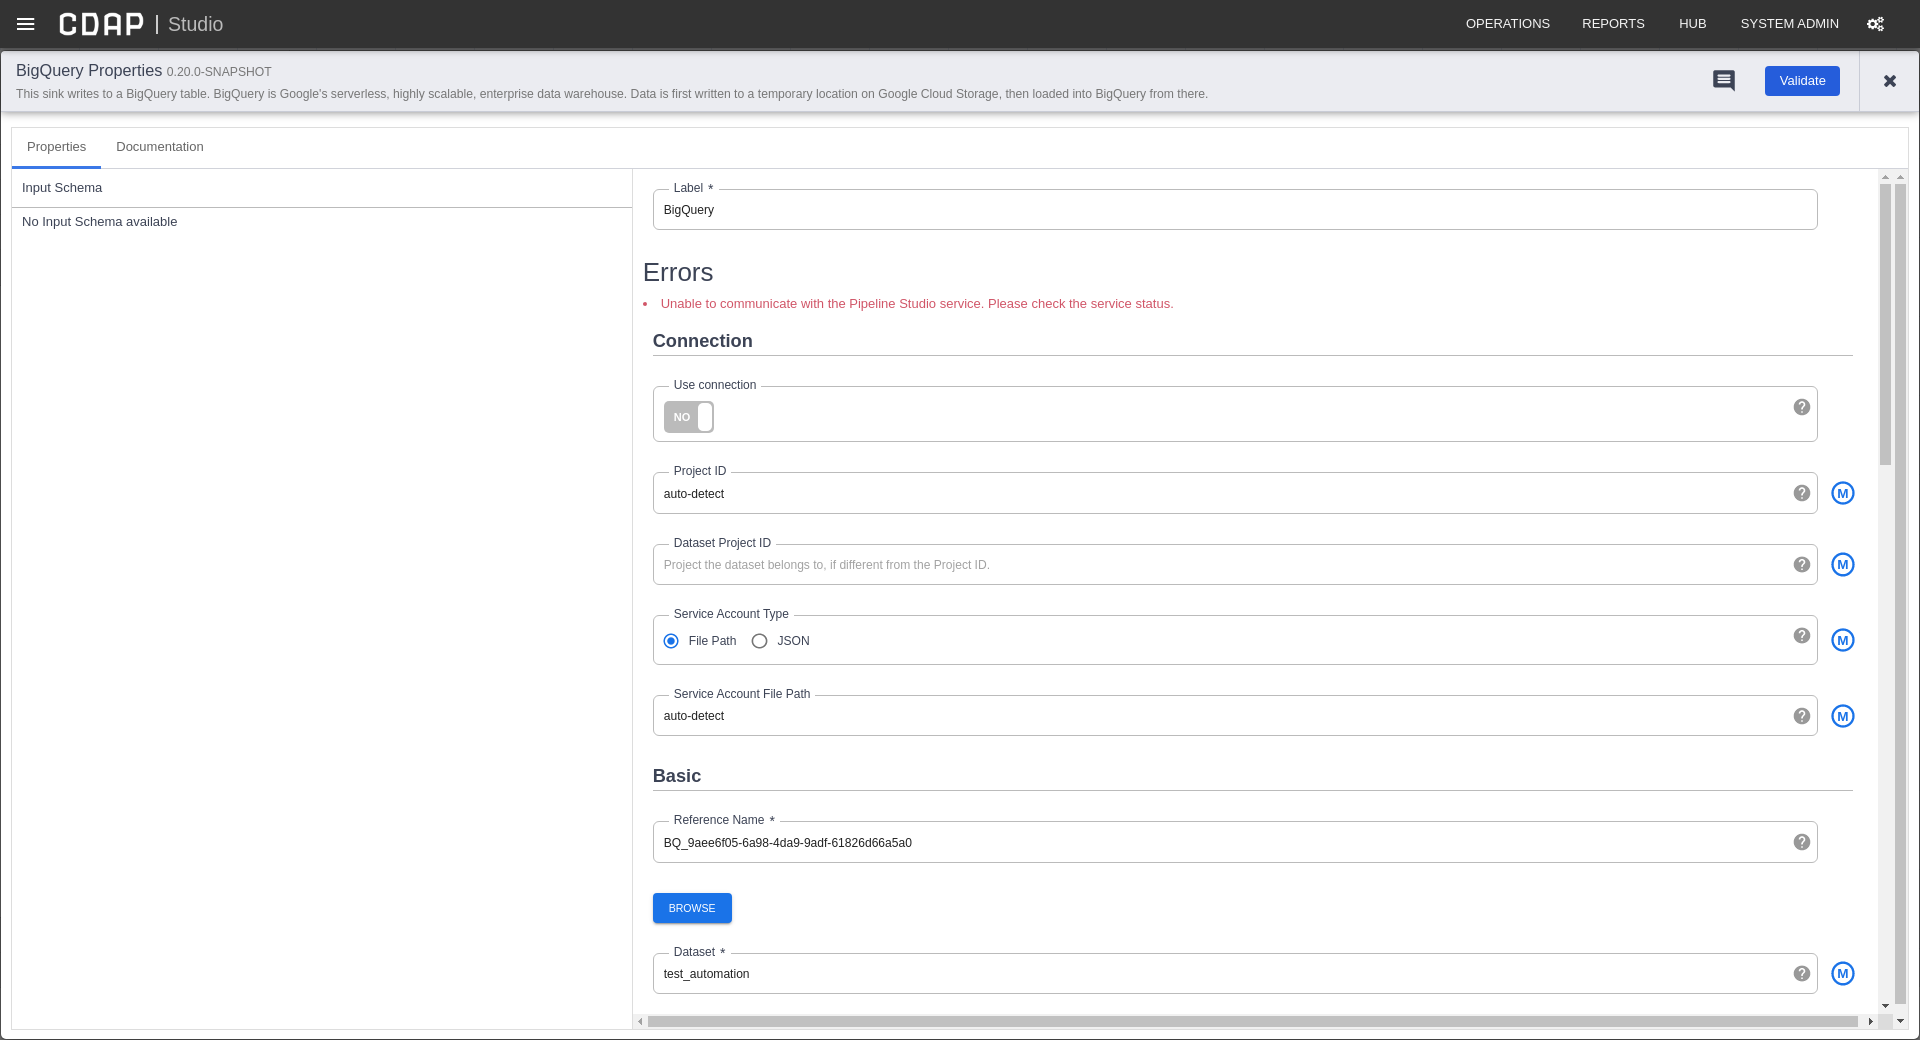 CDAP | Studio
OPERATIONS REPORTS HUB SYSTEM ADMIN
BigQuery Properties 0.20.0-SNAPSHOT
This sink writes to a BigQuery table. BigQuery is Google's serverless, highly scalable, enterprise data warehouse. Data is first written to a temporary location on Google Cloud Storage, then loaded into BigQuery from there.
Validate
Properties Documentation
Input Schema
No Input Schema available
Label *
BigQuery
Errors
• Unable to communicate with the Pipeline Studio service. Please check the service status.
Connection
Use connection
NO
?
Project ID
auto-detect
? M
Dataset Project ID
Project the dataset belongs to, if different from the Project ID.
? M
Service Account Type
File Path JSON
? M
Service Account File Path
auto-detect
? M
Basic
Reference Name *
BQ_9aee6f05-6a98-4da9-9adf-61826d66a5a0
?
BROWSE
Dataset *
test_automation
? M